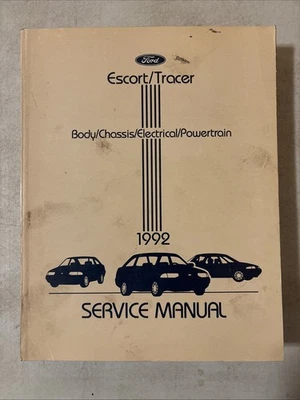 Ford
Escort/Tracer
Body/Chassis/Electrical/Powertrain
1992
SERVICE MANUAL